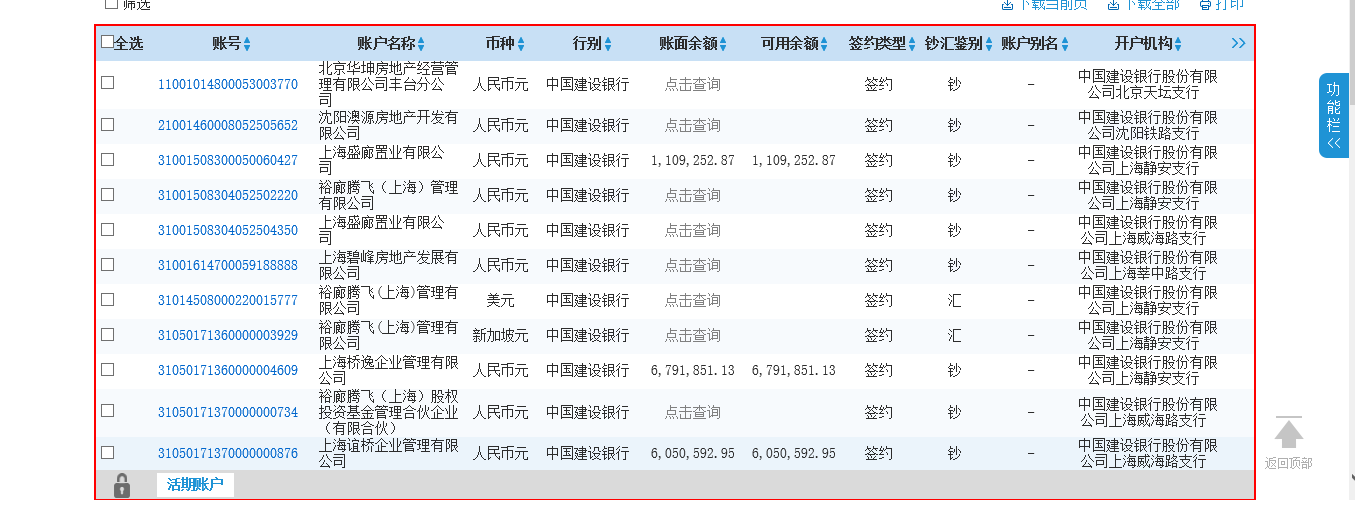 筛选 下载当前页 下载全部 打印
全选 账号 账户名称 币种 行别 账面余额 可用余额 签约类型 钞汇鉴别 账户别名 开户机构 >>
11001014800053003770 北京华坤房地产经营管 人民币元 中国建设银行 点击查询 签约 钞 - 中国建设银行股份有限
理有限公司丰台分公 公司北京天坛支行
司
21001460008052505652 沈阳澳源房地产开发有 人民币元 中国建设银行 点击查询 签约 钞 - 中国建设银行股份有限
限公司 公司沈阳铁路支行
31001508300050060427 上海盛廊置业有限公 人民币元 中国建设银行 1,109,252.87 1,109,252.87 签约 钞 - 中国建设银行股份有限
司 公司上海静安支行
31001508304052502220 裕廊腾飞（上海）管理 人民币元 中国建设银行 点击查询 签约 钞 - 中国建设银行股份有限
有限公司 公司上海静安支行
31001508304052504350 上海盛廊置业有限公 人民币元 中国建设银行 点击查询 签约 钞 - 中国建设银行股份有限
司 公司上海威海路支行
31001614700059188888 上海碧峰房地产发展有 人民币元 中国建设银行 点击查询 签约 钞 - 中国建设银行股份有限
限公司 公司上海莘中路支行
31014508000220015777 裕廊腾飞(上海)管理有 美元 中国建设银行 点击查询 签约 汇 - 中国建设银行股份有限
限公司 公司上海静安支行
31050171360000003929 裕廊腾飞(上海)管理有 新加坡元 中国建设银行 点击查询 签约 汇 - 中国建设银行股份有限
限公司 公司上海静安支行
31050171360000004609 上海桥逸企业管理有限 人民币元 中国建设银行 6,791,851.13 6,791,851.13 签约 钞 - 中国建设银行股份有限
公司 公司上海静安支行
31050171370000000734 裕廊腾飞（上海）股权 人民币元 中国建设银行 点击查询 签约 钞 - 中国建设银行股份有限
投资基金管理合伙企业 公司上海威海路支行
（有限合伙）
31050171370000000876 上海谊桥企业管理有限 人民币元 中国建设银行 6,050,592.95 6,050,592.95 签约 钞 - 中国建设银行股份有限
公司 公司上海威海路支行
活期账户
功
能
栏
<<
返回顶部